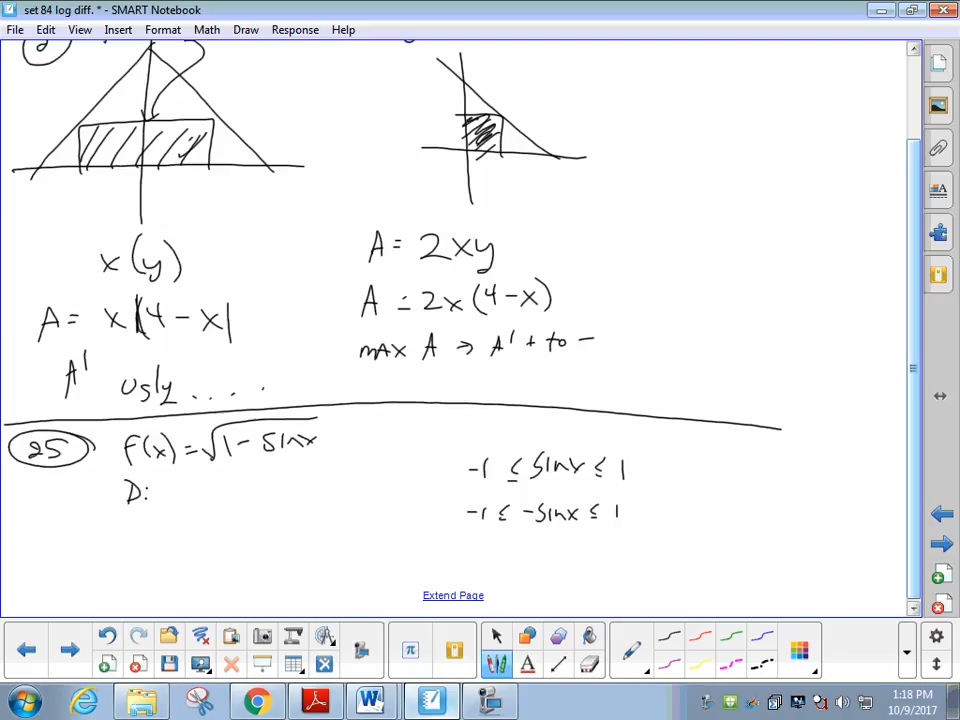 set 84 log diff. * - SMART Notebook
File Edit View Insert Format Math Draw Response Help
x (y)
A = x |4 - x|
A' ugly . . . .
A = 2xy
A = 2x (4 - x)
max A ⇒ A' + to -
25 f(x) = √1 - sinx
D:
-1 ≤ sinx ≤ 1
-1 ≤ -sinx ≤ 1
Extend Page
1:18 PM
10/9/2017